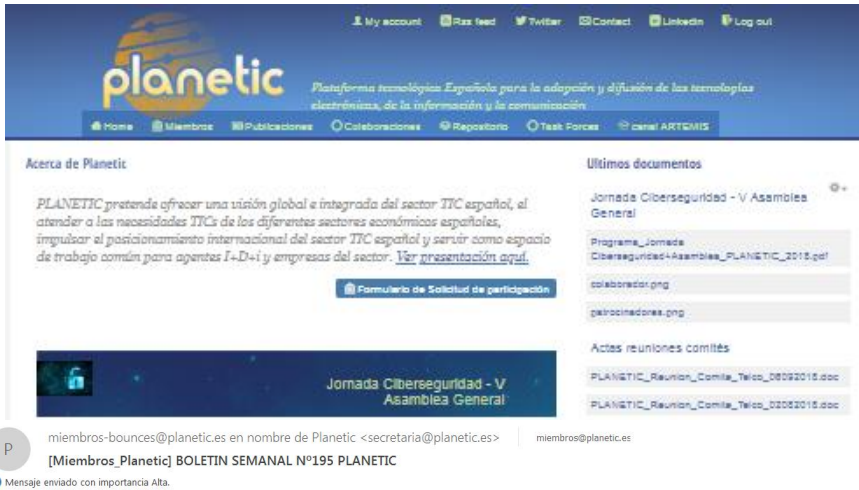 My account Rss feed Twitter Contact Linkedin Log out
planetic
Plataforma tecnológica Española para la adopción y difusión de las tecnologías
electrónicas, de la información y la comunicación
Home Miembros Publicaciones Colaboraciones Repositorio Task Forces canal ARTEMIS
Acerca de Planetic
PLANETIC pretende ofrecer una visión global e integrada del sector TIC español, el
atender a las necesidades TICs de los diferentes sectores económicos españoles,
impulsar el posicionamiento internacional del sector TIC español y servir como espacio
de trabajo común para agentes I+D+i y empresas del sector. Ver presentación aquí.
Formulario de Solicitud de participación
Jornada Ciberseguridad - V
Asamblea General
Ultimos documentos
Jornada Ciberseguridad - V Asamblea
General
Programa_Jornada
Ciberseguridad+Asamblea_PLANETIC_2015.pdf
colaborador.png
patrocinadores.png
Actas reuniones comités
PLANETIC_Reunion_Comite_Telco_08092015.doc
PLANETIC_Reunion_Comite_Telco_02082015.doc
P
miembros-bounces@planetic.es en nombre de Planetic <secretaria@planetic.es>
miembros@planetic.es
[Miembros_Planetic] BOLETIN SEMANAL Nº195 PLANETIC
Mensaje enviado con importancia Alta.